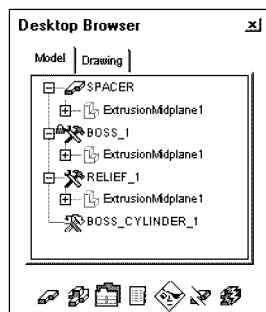 Desktop Browser
Model
Drawing
SPACER
ExtrusionMidplane1
BOSS_1
ExtrusionMidplane1
RELIEF_1
ExtrusionMidplane1
BOSS_CYLINDER_1